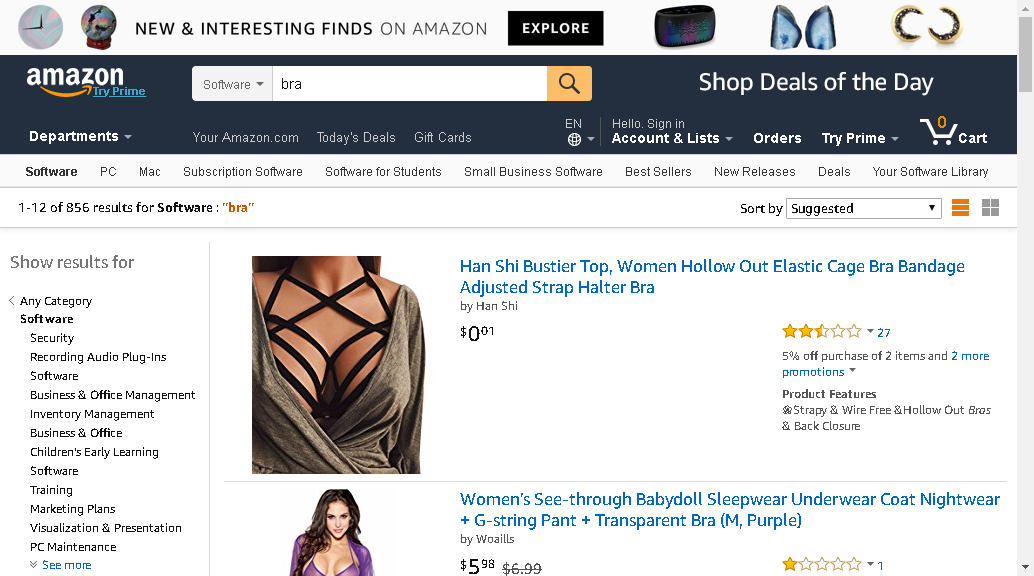 NEW & INTERESTING FINDS ON AMAZON EXPLORE
amazon
Try Prime
Software bra
Shop Deals of the Day
Departments
Your Amazon.com Today's Deals Gift Cards
EN
Hello. Sign in
Account & Lists
Orders
Try Prime
0
Cart
Software PC Mac Subscription Software Software for Students Small Business Software Best Sellers New Releases Deals Your Software Library
1-12 of 856 results for Software : "bra"
Sort by Suggested
Show results for
Any Category
Software
Security
Recording Audio Plug-Ins
Software
Business & Office Management
Inventory Management
Business & Office
Children's Early Learning
Software
Training
Marketing Plans
Visualization & Presentation
PC Maintenance
See more
Han Shi Bustier Top, Women Hollow Out Elastic Cage Bra Bandage
Adjusted Strap Halter Bra
by Han Shi
$0.01
27
5% off purchase of 2 items and 2 more
promotions
Product Features
❀Strapy & Wire Free &Hollow Out Bras
& Back Closure
Women's See-through Babydoll Sleepwear Underwear Coat Nightwear
+ G-string Pant + Transparent Bra (M, Purple)
by Woaills
$5.98 $6.99
1